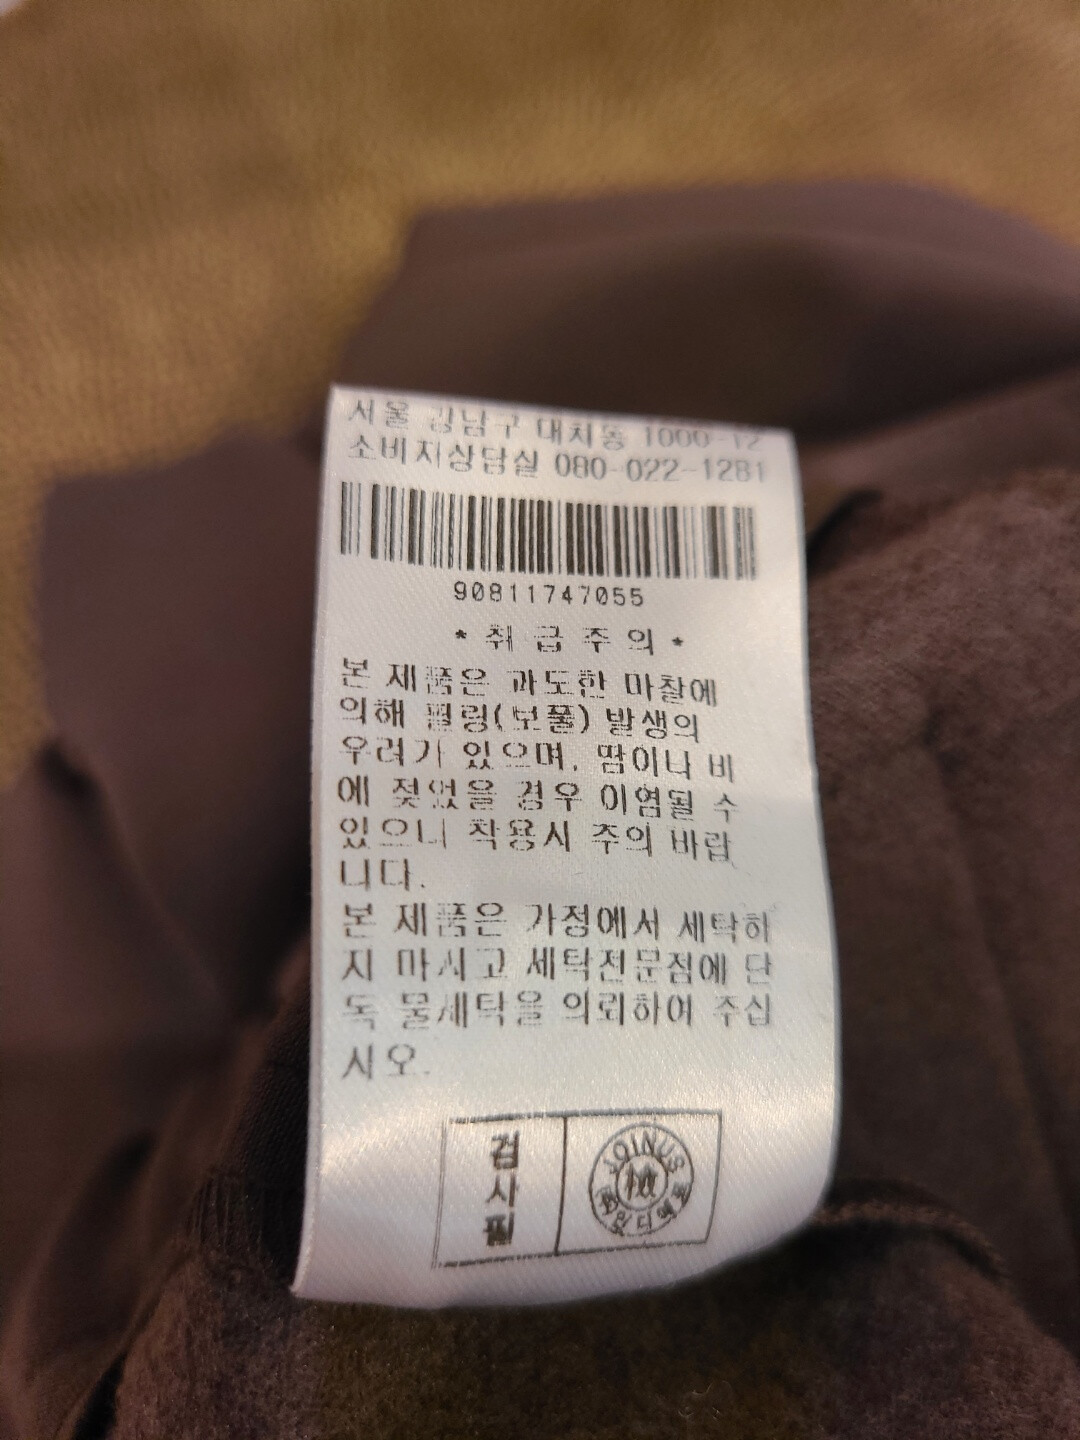 서울 강남구 대치동 1000-12
소비자상담실 080-022-1281
90811747055
* 취 급 주 의 *
본 제품은 과도한 마찰에
의해 필링(보풀) 발생의
우려가 있으며, 땀이나 비
에 젖었을 경우 이염될 수
있으니 착용시 주의 바랍
니다.
본 제품은 가정에서 세탁하
지 마시고 세탁전문점에 단
독 물세탁을 의뢰하여 주십
시오.
검
사
필
JOINUS